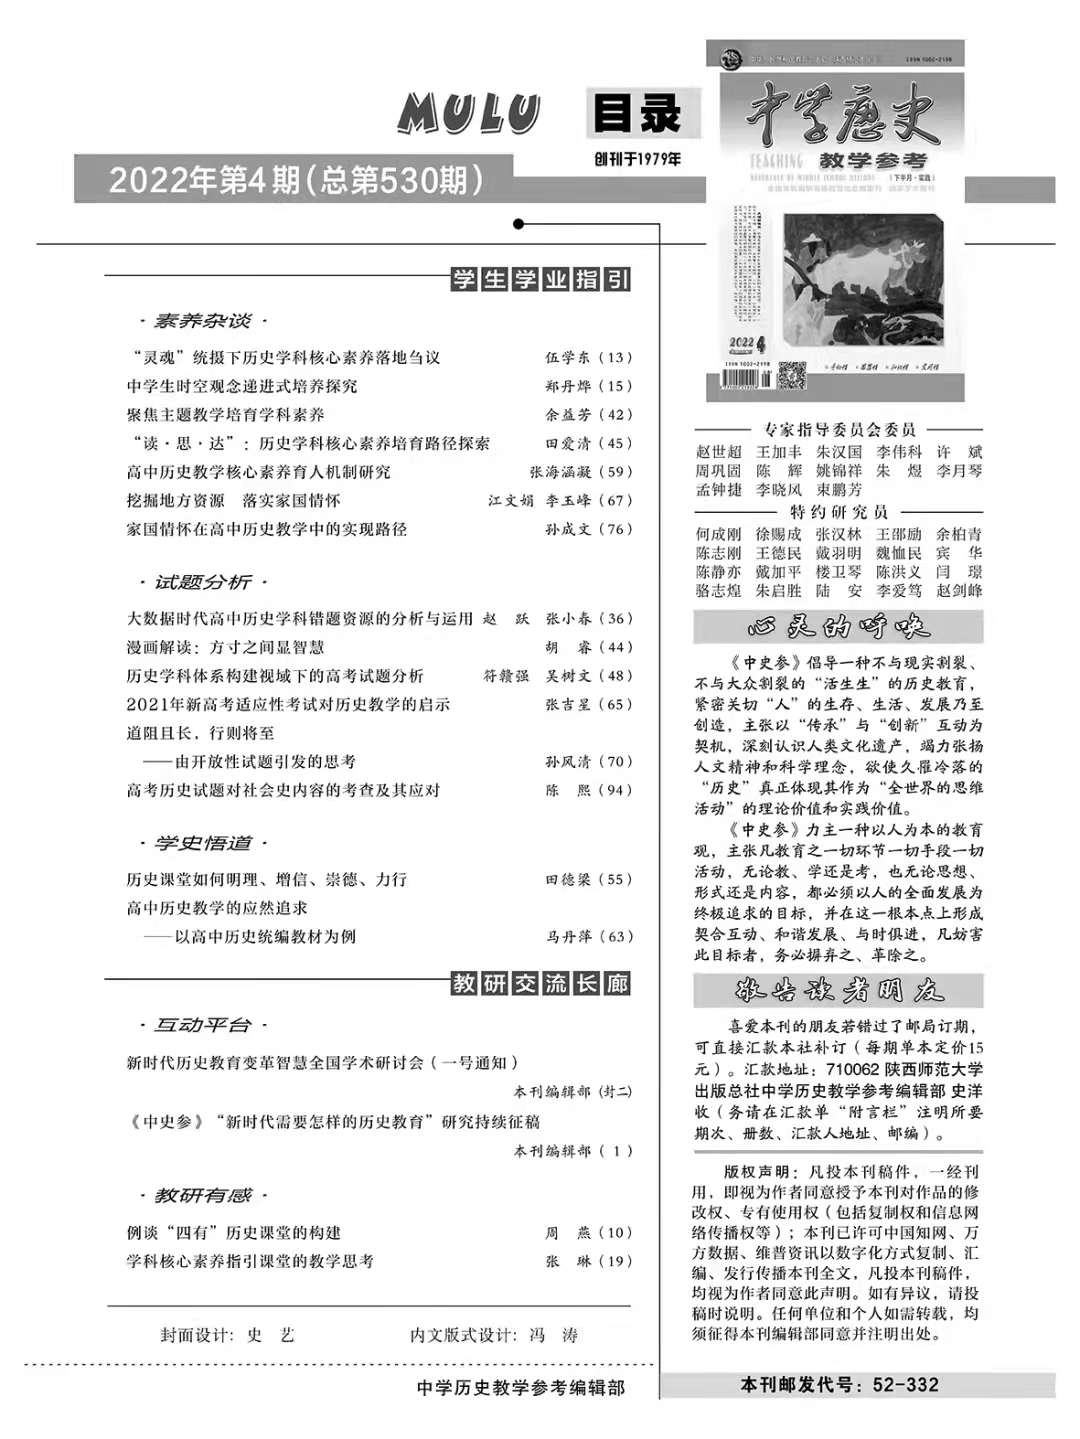 MULU
目录
创刊于1979年
2022年第4期(总第530期)
ISSN 1002-2198
中学历史
TEACHING
教学参考
(下半月·实践)
2022
4
ISSN 1002-2198
学生学业指引
·素养杂谈·
“灵魂”统摄下历史学科核心素养落地刍议 伍学东(13)
中学生时空观念递进式培养探究 郑丹烨(15)
聚焦主题教学培育学科素养 余益芳(42)
“读·思·达”：历史学科核心素养培育路径探索 田爱清(45)
高中历史教学核心素养育人机制研究 张海涵凝(59)
挖掘地方资源 落实家国情怀 江文娟 李玉峰(67)
家国情怀在高中历史教学中的实现路径 孙成文(76)
·试题分析·
大数据时代高中历史学科错题资源的分析与运用 赵 跃 张小春(36)
漫画解读：方寸之间显智慧 胡 睿(44)
历史学科体系构建视域下的高考试题分析 符赣强 吴树文(48)
2021年新高考适应性考试对历史教学的启示 张吉星(65)
道阻且长，行则将至
——由开放性试题引发的思考 孙风清(70)
高考历史试题对社会史内容的考查及其应对 陈 熙(94)
·学史悟道·
历史课堂如何明理、增信、崇德、力行 田德梁(55)
高中历史教学的应然追求
——以高中历史统编教材为例 马丹萍(63)
教研交流长廊
·互动平台·
新时代历史教育变革智慧全国学术研讨会(一号通知)
本刊编辑部(封二)
《中史参》“新时代需要怎样的历史教育”研究持续征稿
本刊编辑部(1)
·教研有感·
例谈“四有”历史课堂的构建 周 燕(10)
学科核心素养指引课堂的教学思考 张 琳(19)
封面设计：史 艺 内文版式设计：冯 涛
中学历史教学参考编辑部
专家指导委员会委员
赵世超 王加丰 朱汉国 李伟科 许 斌
周巩固 陈 辉 姚锦祥 朱 煜 李月琴
孟钟捷 李晓风 束鹏芳
特约研究员
何成刚 徐赐成 张汉林 王邵励 余柏青
陈志刚 王德民 戴羽明 魏恤民 宾 华
陈静亦 戴加平 楼卫琴 陈洪义 闫 璟
骆志煌 朱启胜 陆 安 李爱笃 赵剑峰
心灵的呼唤
《中史参》倡导一种不与现实割裂、
不与大众割裂的“活生生”的历史教育，
紧密关切“人”的生存、生活、发展乃至
创造，主张以“传承”与“创新”互动为
契机，深刻认识人类文化遗产，竭力张扬
人文精神和科学理念，欲使久罹冷落的
“历史”真正体现其作为“全世界的思维
活动”的理论价值和实践价值。
《中史参》力主一种以人为本的教育
观，主张凡教育之一切环节一切手段一切
活动，无论教、学还是考，也无论思想、
形式还是内容，都必须以人的全面发展为
终极追求的目标，并在这一根本点上形成
契合互动、和谐发展、与时俱进，凡妨害
此目标者，务必摒弃之、革除之。
敬告读者朋友
喜爱本刊的朋友若错过了邮局订期，
可直接汇款本社补订(每期单本定价15
元)。汇款地址：710062 陕西师范大学
出版总社中学历史教学参考编辑部 史洋
收(务请在汇款单“附言栏”注明所要
期次、册数、汇款人地址、邮编)。
版权声明：凡投本刊稿件，一经刊
用，即视为作者同意授予本刊对作品的修
改权、专有使用权(包括复制权和信息网
络传播权等)；本刊已许可中国知网、万
方数据、维普资讯以数字化方式复制、汇
编、发行传播本刊全文，凡投本刊稿件，
均视为作者同意此声明。如有异议，请投
稿时说明。任何单位和个人如需转载，均
须征得本刊编辑部同意并注明出处。
本刊邮发代号：52-332